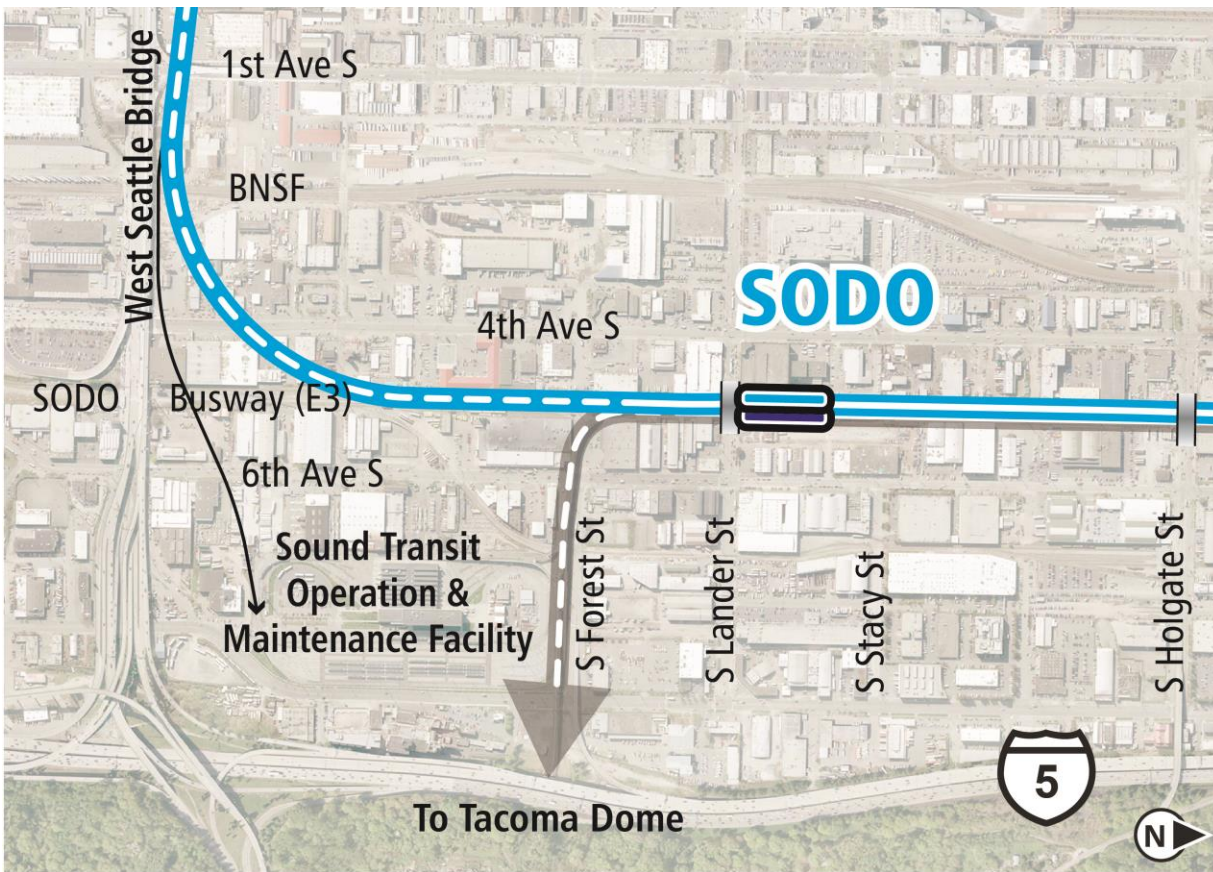 West Seattle Bridge
1st Ave S
BNSF
SODO
4th Ave S
SODO Busway (E3)
6th Ave S
Sound Transit
Operation &
Maintenance Facility
S Forest St
S Lander St
S Stacy St
S Holgate St
5
To Tacoma Dome
N